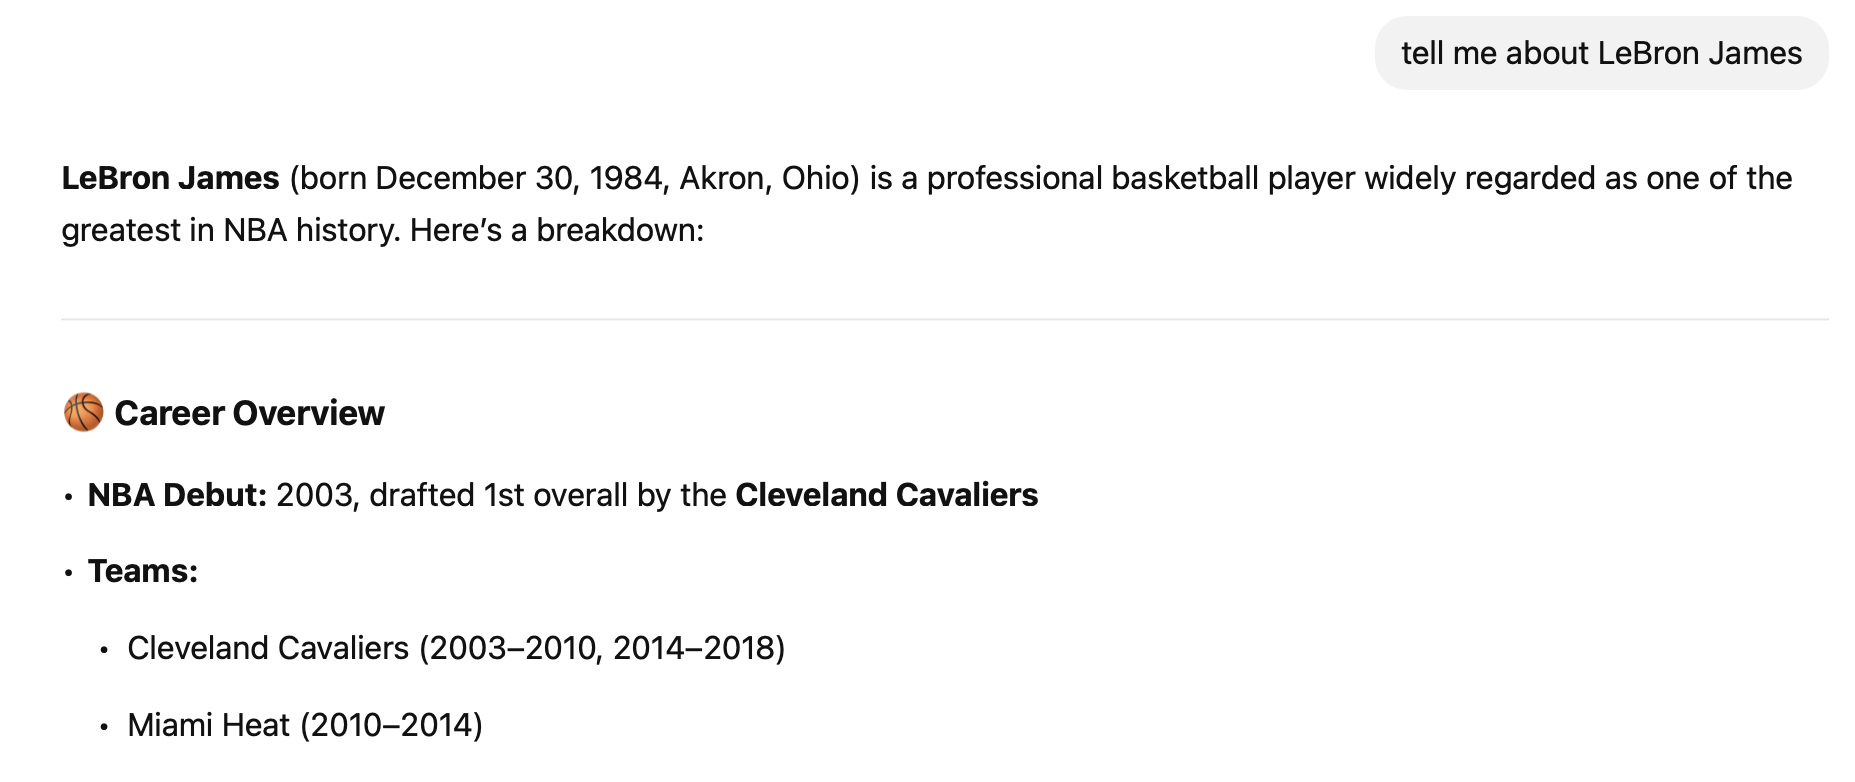 tell me about LeBron James
LeBron James (born December 30, 1984, Akron, Ohio) is a professional basketball player widely regarded as one of the
greatest in NBA history. Here’s a breakdown:
🏀 Career Overview
• NBA Debut: 2003, drafted 1st overall by the Cleveland Cavaliers
• Teams:
• Cleveland Cavaliers (2003–2010, 2014–2018)
• Miami Heat (2010–2014)